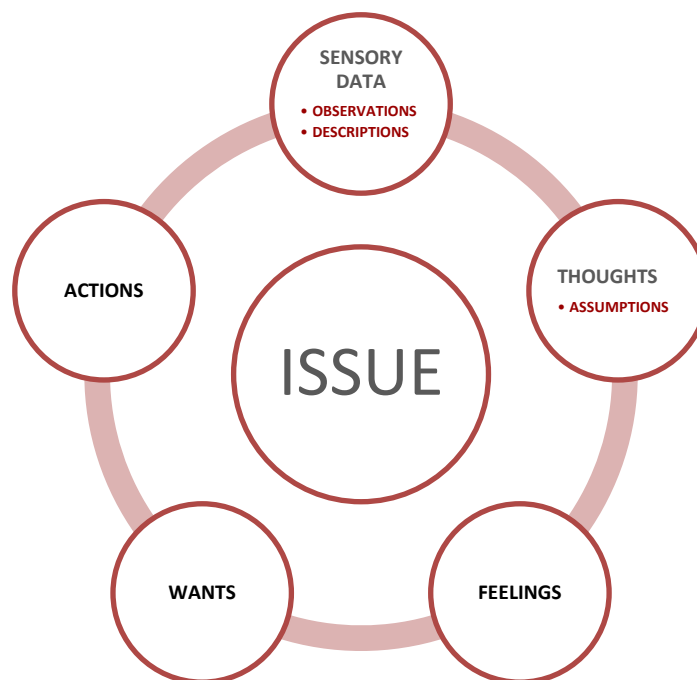 SENSORY
DATA
• OBSERVATIONS
• DESCRIPTIONS
THOUGHTS
• ASSUMPTIONS
FEELINGS
WANTS
ACTIONS
ISSUE